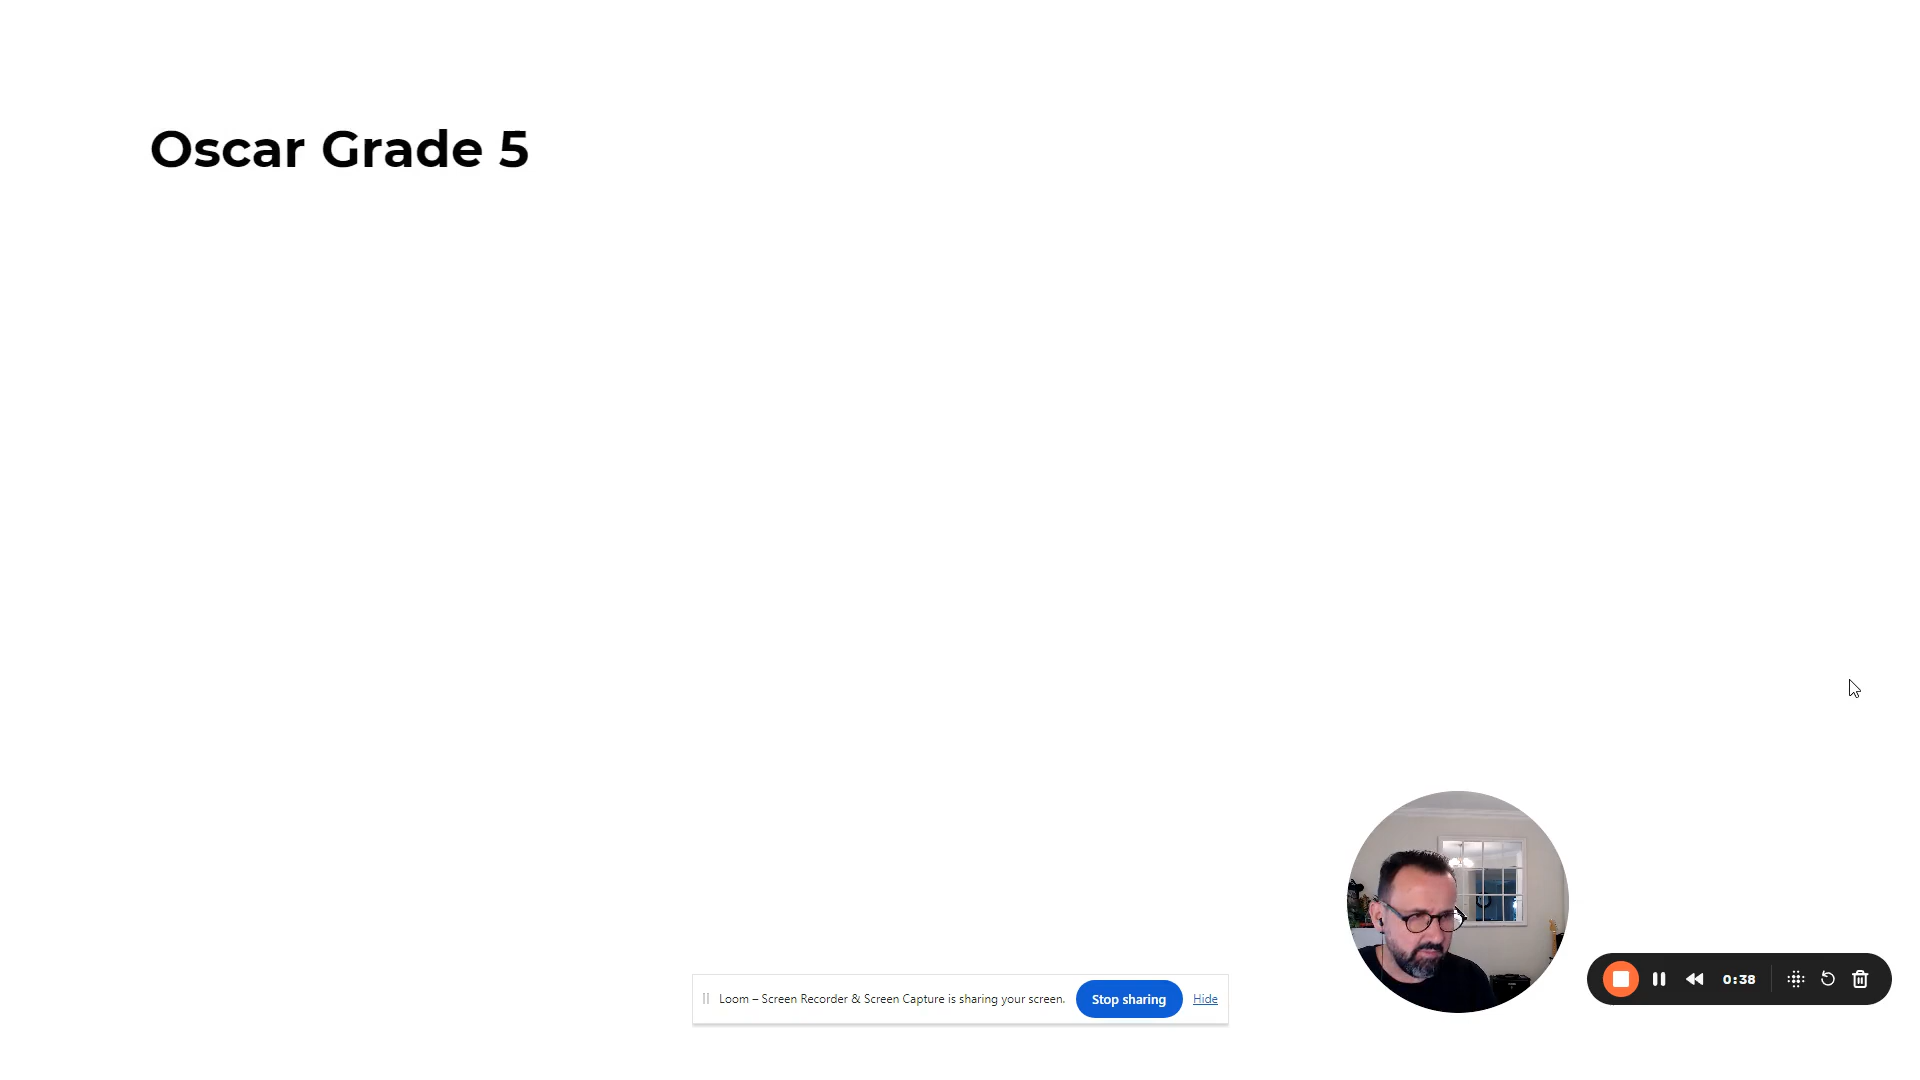 Oscar Grade 5
Loom – Screen Recorder & Screen Capture is sharing your screen.
Stop sharing
Hide
0:38